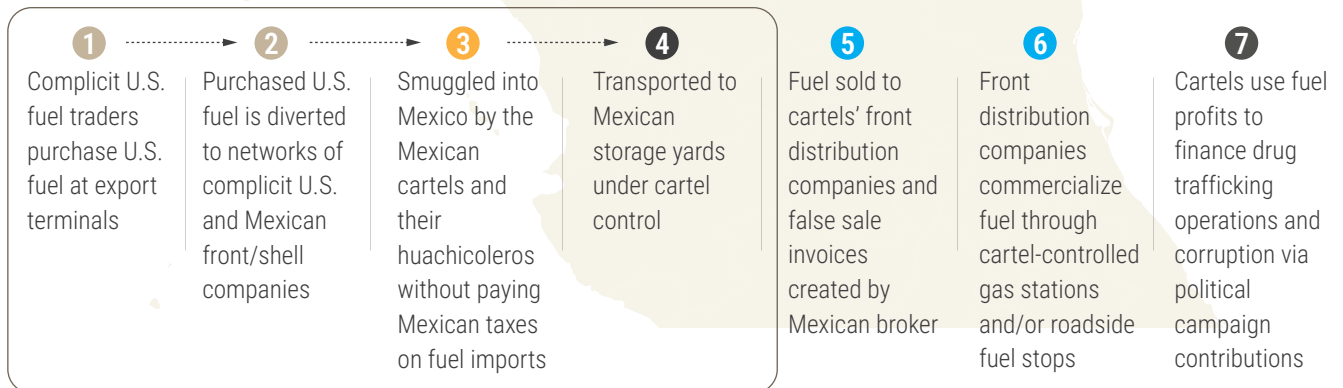 1
Complicit U.S.
fuel traders
purchase U.S.
fuel at export
terminals
2
Purchased U.S.
fuel is diverted
to networks of
complicit U.S.
and Mexican
front/shell
companies
3
Smuggled into
Mexico by the
Mexican
cartels and
their
huachicoleros
without paying
Mexican taxes
on fuel imports
4
Transported to
Mexican
storage yards
under cartel
control
5
Fuel sold to
cartels’ front
distribution
companies and
false sale
invoices
created by
Mexican broker
6
Front
distribution
companies
commercialize
fuel through
cartel-controlled
gas stations
and/or roadside
fuel stops
7
Cartels use fuel
profits to
finance drug
trafficking
operations and
corruption via
political
campaign
contributions